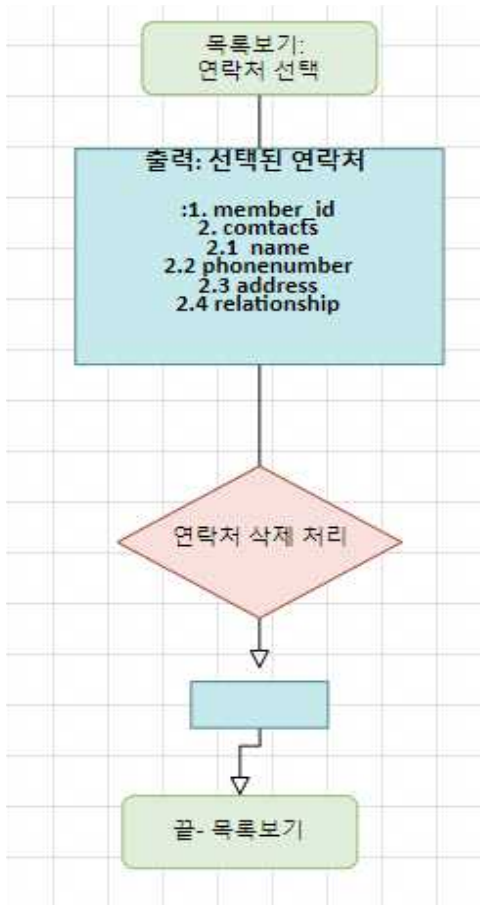 목록보기:
연락처 선택
출력: 선택된 연락처
:1. member_id
2. comtacts
2.1 name
2.2 phonenumber
2.3 address
2.4 relationship
연락처 삭제 처리
끝- 목록보기